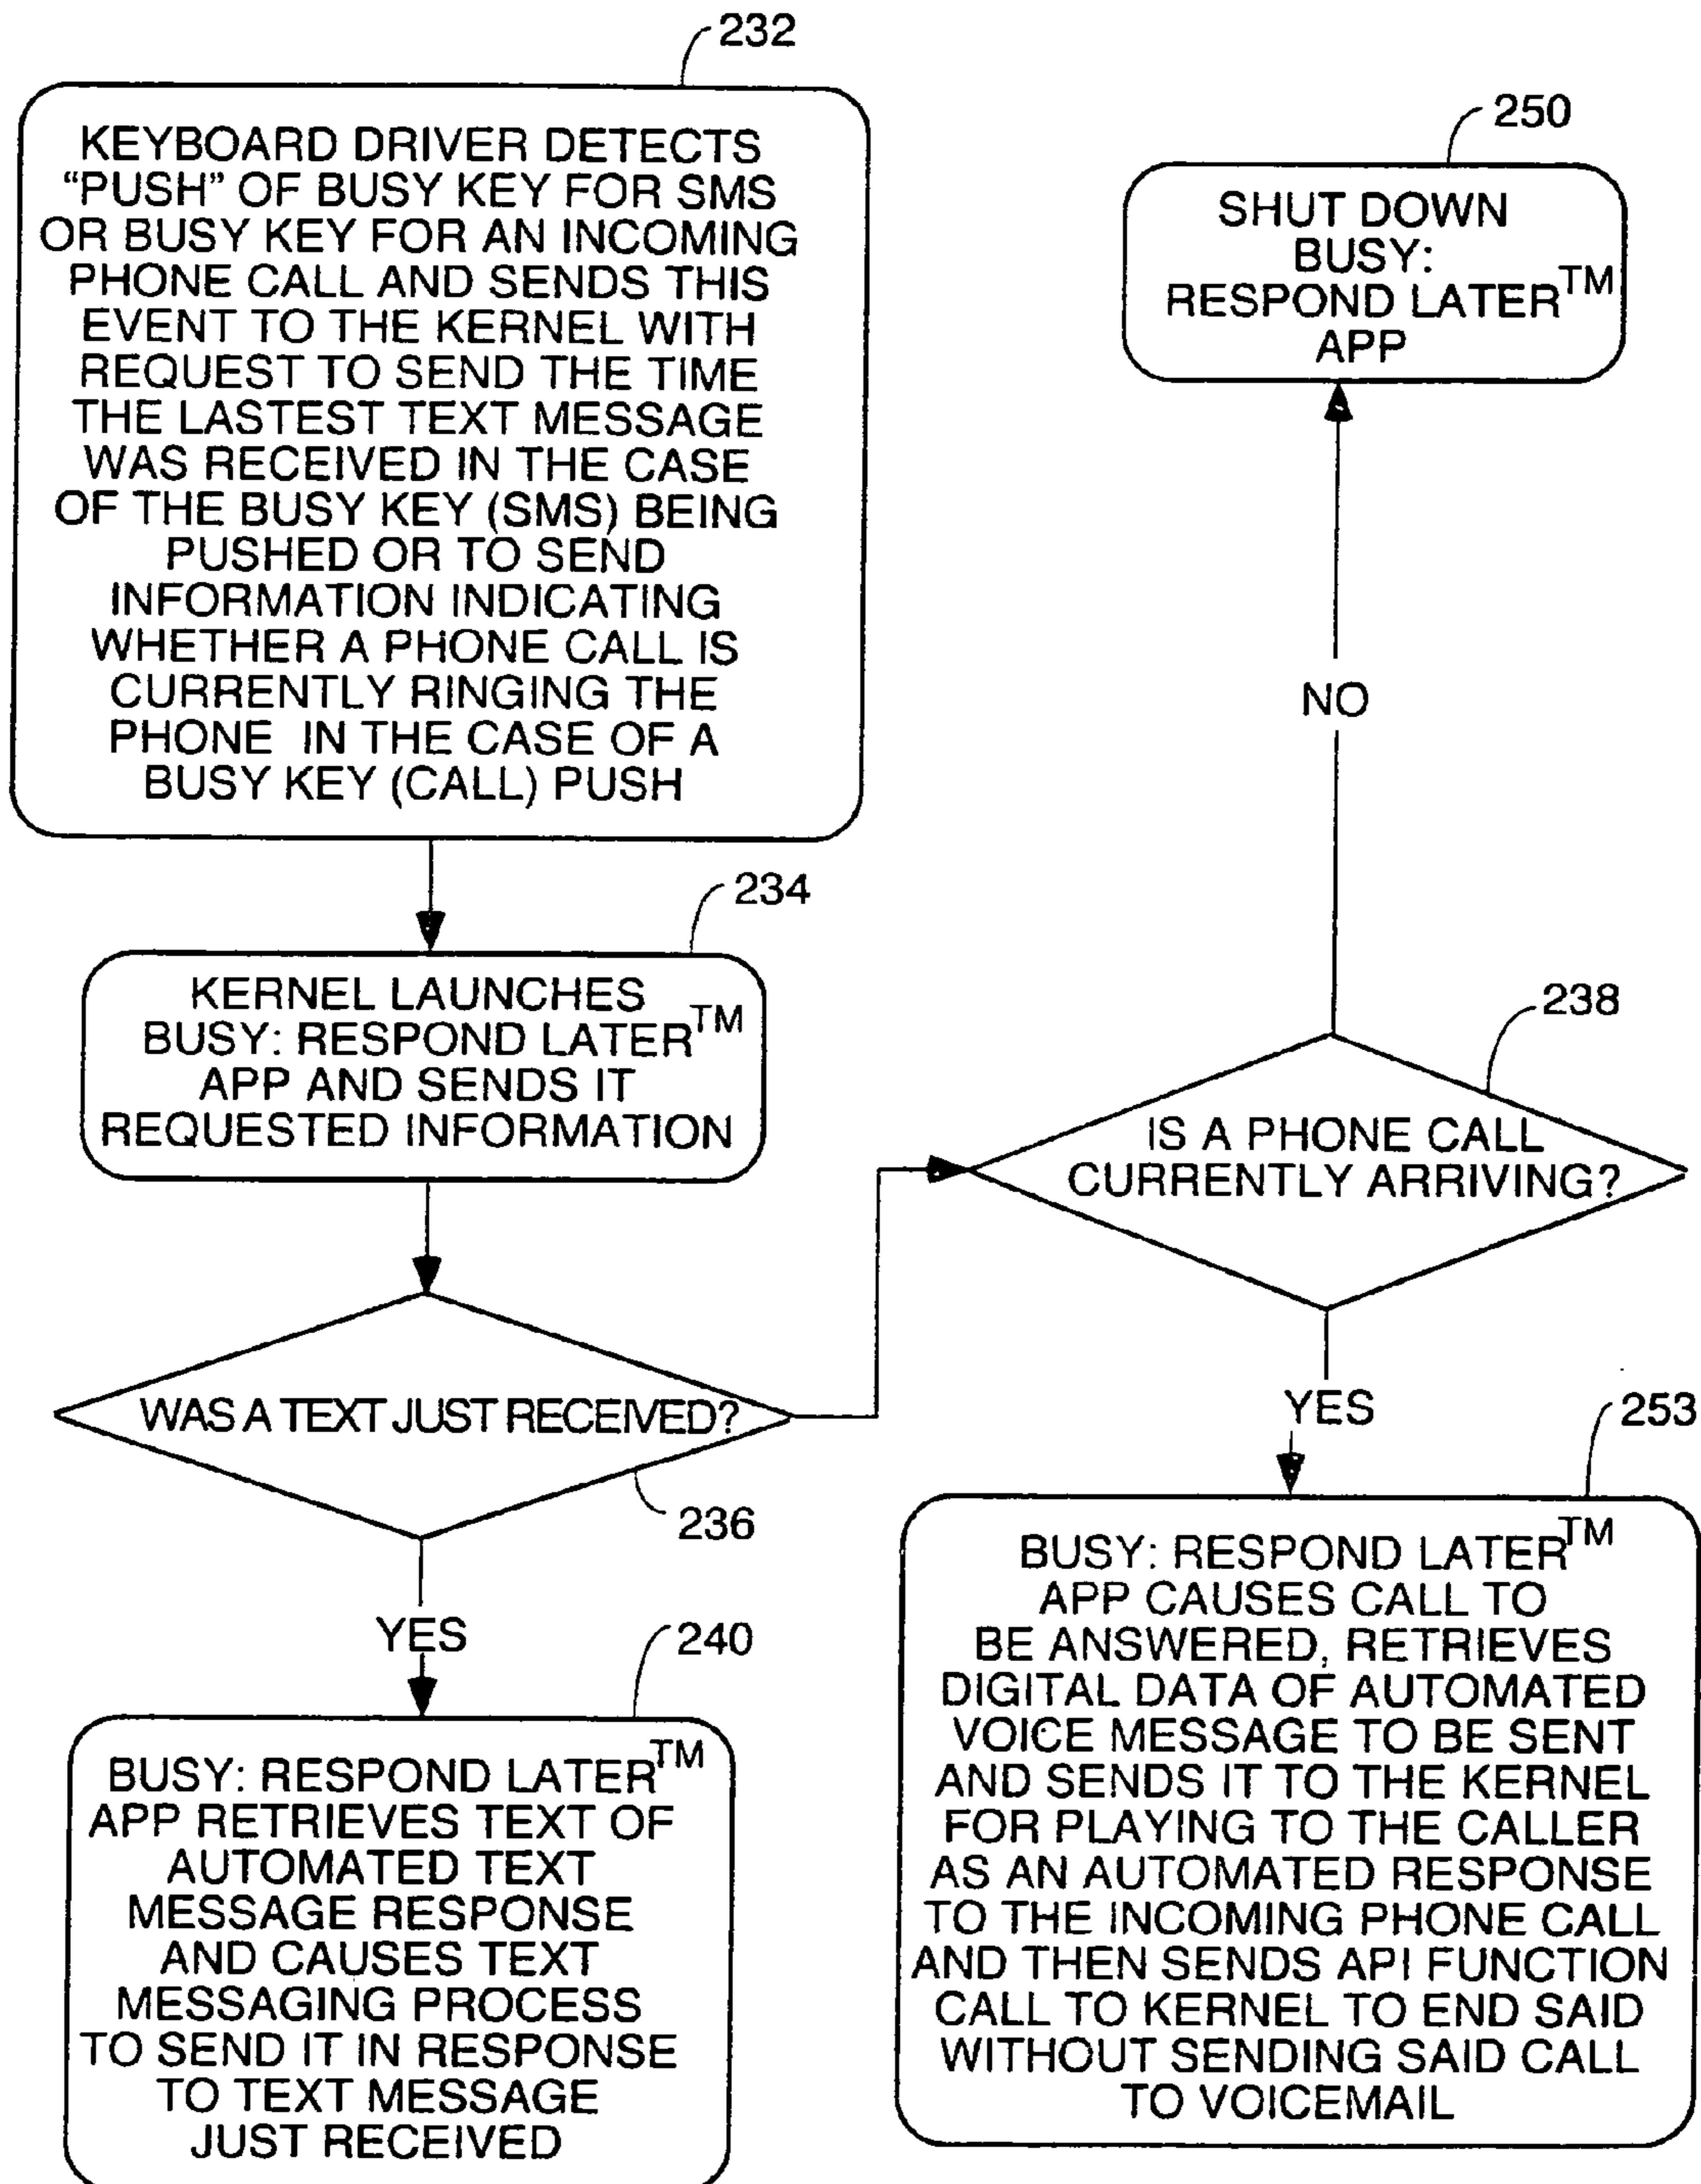 232
KEYBOARD DRIVER DETECTS
“PUSH” OF BUSY KEY FOR SMS
OR BUSY KEY FOR AN INCOMING
PHONE CALL AND SENDS THIS
EVENT TO THE KERNEL WITH
REQUEST TO SEND THE TIME
THE LASTEST TEXT MESSAGE
WAS RECEIVED IN THE CASE
OF THE BUSY KEY (SMS) BEING
PUSHED OR TO SEND
INFORMATION INDICATING
WHETHER A PHONE CALL IS
CURRENTLY RINGING THE
PHONE IN THE CASE OF A
BUSY KEY (CALL) PUSH
234
KERNEL LAUNCHES
BUSY: RESPOND LATER™
APP AND SENDS IT
REQUESTED INFORMATION
WAS A TEXT JUST RECEIVED?
236
YES
240
BUSY: RESPOND LATER™
APP RETRIEVES TEXT OF
AUTOMATED TEXT
MESSAGE RESPONSE
AND CAUSES TEXT
MESSAGING PROCESS
TO SEND IT IN RESPONSE
TO TEXT MESSAGE
JUST RECEIVED
250
SHUT DOWN
BUSY:
RESPOND LATER™
APP
NO
238
IS A PHONE CALL
CURRENTLY ARRIVING?
YES
253
BUSY: RESPOND LATER™
APP CAUSES CALL TO
BE ANSWERED, RETRIEVES
DIGITAL DATA OF AUTOMATED
VOICE MESSAGE TO BE SENT
AND SENDS IT TO THE KERNEL
FOR PLAYING TO THE CALLER
AS AN AUTOMATED RESPONSE
TO THE INCOMING PHONE CALL
AND THEN SENDS API FUNCTION
CALL TO KERNEL TO END SAID
WITHOUT SENDING SAID CALL
TO VOICEMAIL